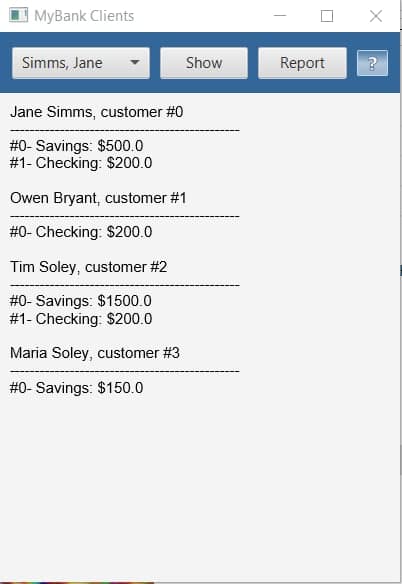 MyBank Clients
Simms, Jane Show Report ?
Jane Simms, customer #0
----------------------------------------------
#0- Savings: $500.0
#1- Checking: $200.0
Owen Bryant, customer #1
----------------------------------------------
#0- Checking: $200.0
Tim Soley, customer #2
----------------------------------------------
#0- Savings: $1500.0
#1- Checking: $200.0
Maria Soley, customer #3
----------------------------------------------
#0- Savings: $150.0